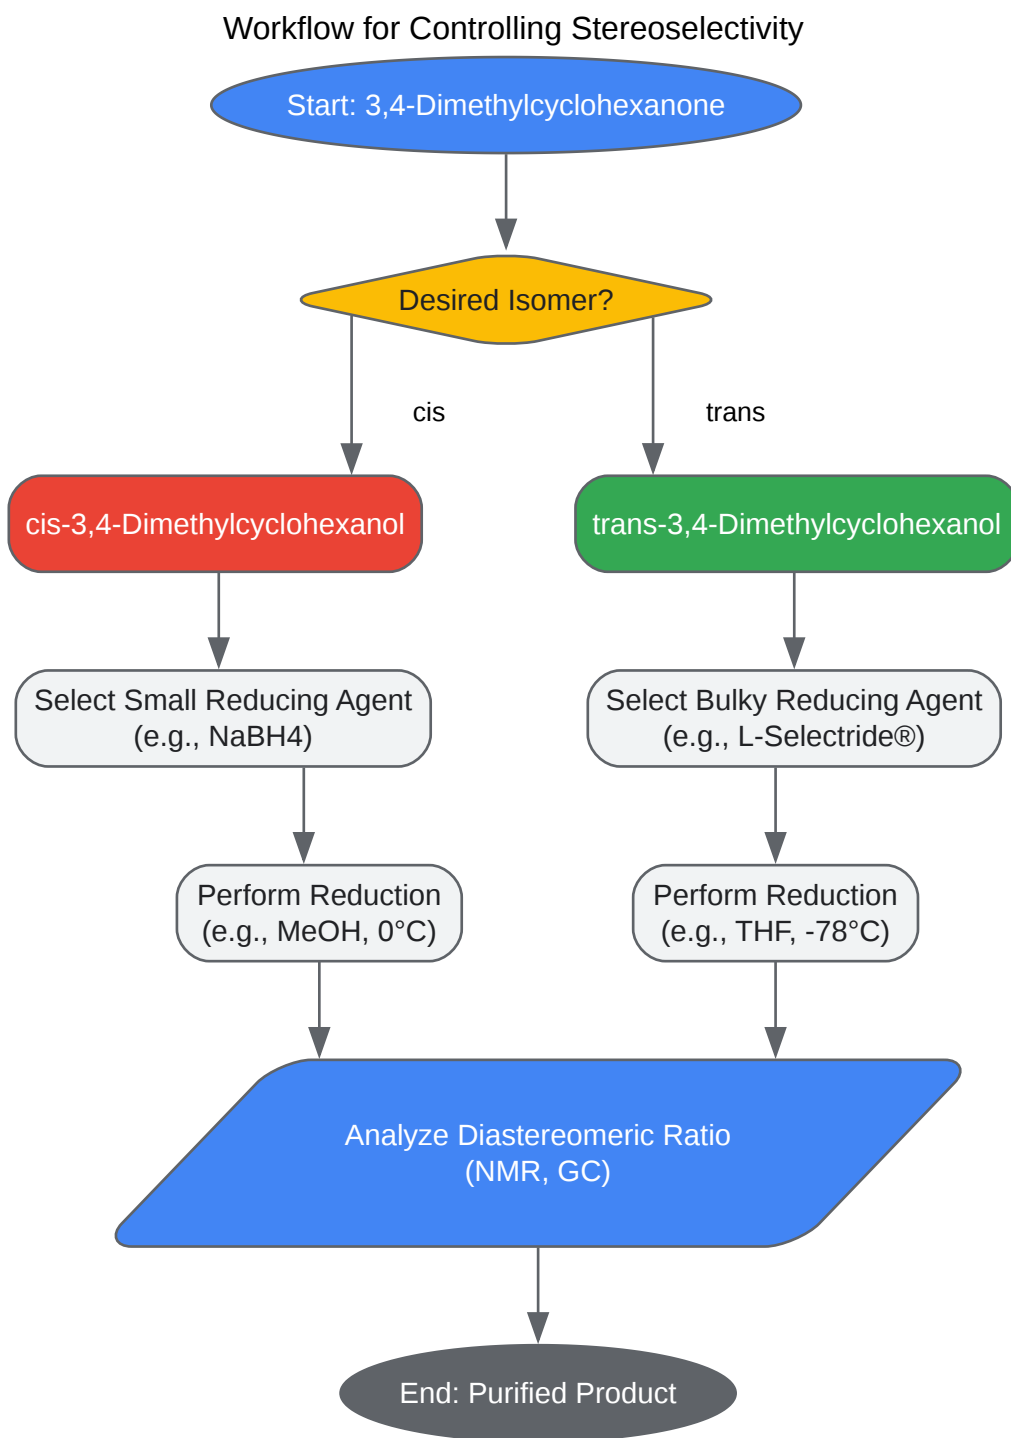 Workflow for Controlling Stereoselectivity
Start: 3,4-Dimethylcyclohexanone
Desired Isomer?
cis
trans
cis-3,4-Dimethylcyclohexanol
trans-3,4-Dimethylcyclohexanol
Select Small Reducing Agent
(e.g., NaBH4)
Select Bulky Reducing Agent
(e.g., L-Selectride®)
Perform Reduction
(e.g., MeOH, 0°C)
Perform Reduction
(e.g., THF, -78°C)
Analyze Diastereomeric Ratio
(NMR, GC)
End: Purified Product